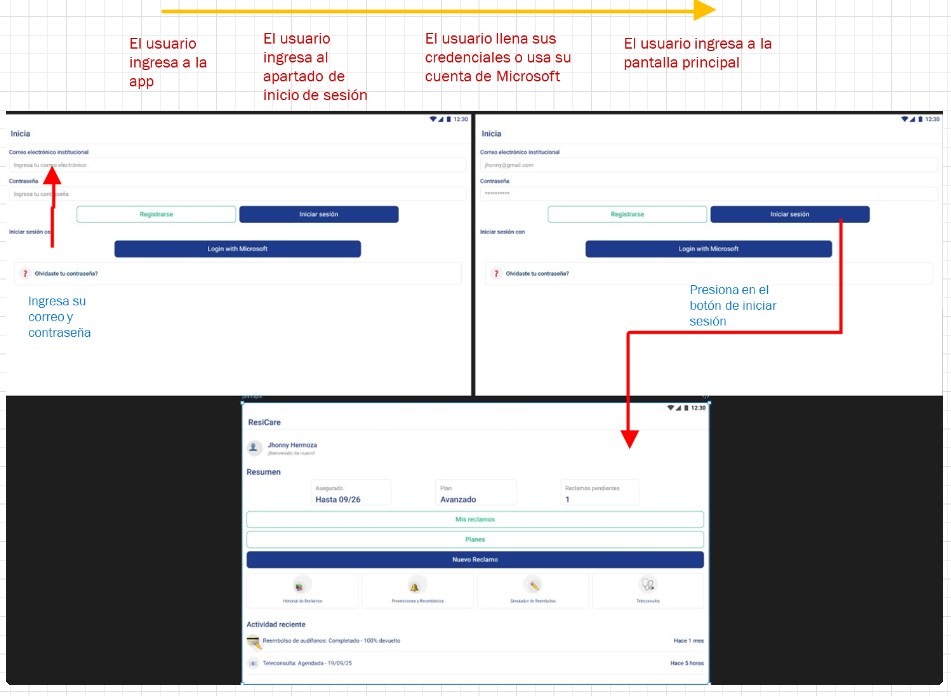 El usuario
ingresa a la
app
El usuario
ingresa al
apartado de
inicio de sesión
El usuario llena sus
credenciales o usa su
cuenta de Microsoft
El usuario ingresa a la
pantalla principal
12:30
Inicia
Correo electrónico institucional
Ingresa tu correo electrónico
Contraseña
Ingresa tu contraseña
Registrarse
Iniciar sesión
Iniciar sesión con
Login with Microsoft
? Olvidaste tu contraseña?
Ingresa su
correo y
contraseña
12:30
Inicia
Correo electrónico institucional
jhonny@gmail.com
Contraseña
**********
Registrarse
Iniciar sesión
Iniciar sesión con
Login with Microsoft
? Olvidaste tu contraseña?
Presiona en el
botón de iniciar
sesión
12:30
ResiCare
Jhonny Hermoza
¡Bienvenido de nuevo!
Resumen
Asegurado
Hasta 09/26
Plan
Avanzado
Reclamos pendientes
1
Mis reclamos
Planes
Nuevo Reclamo
Historial de Reclamos
Simulador de Reembolso
Teleconsulta
Actividad reciente
Reembolso de audífonos: Completado - 100% devuelto
Hace 1 mes
Teleconsulta: Agendada - 19/09/25
Hace 5 horas